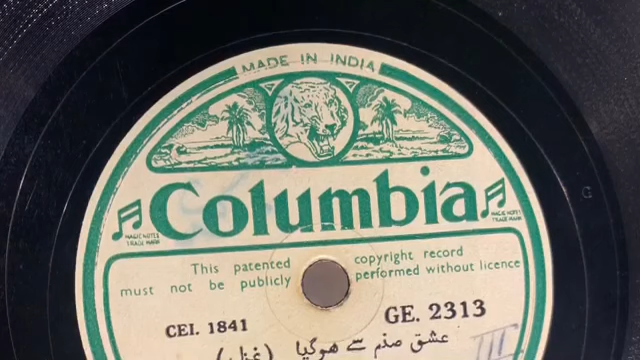 MADE IN INDIA
Columbia
MAGIC NOTES
TRADE MARK
MAGIC NOTES
TRADE MARK
This patented copyright record
must not be publicly performed without licence
CEI. 1841 GE. 2313
عشق صنم سے ہوگیا (غزل)
III
G